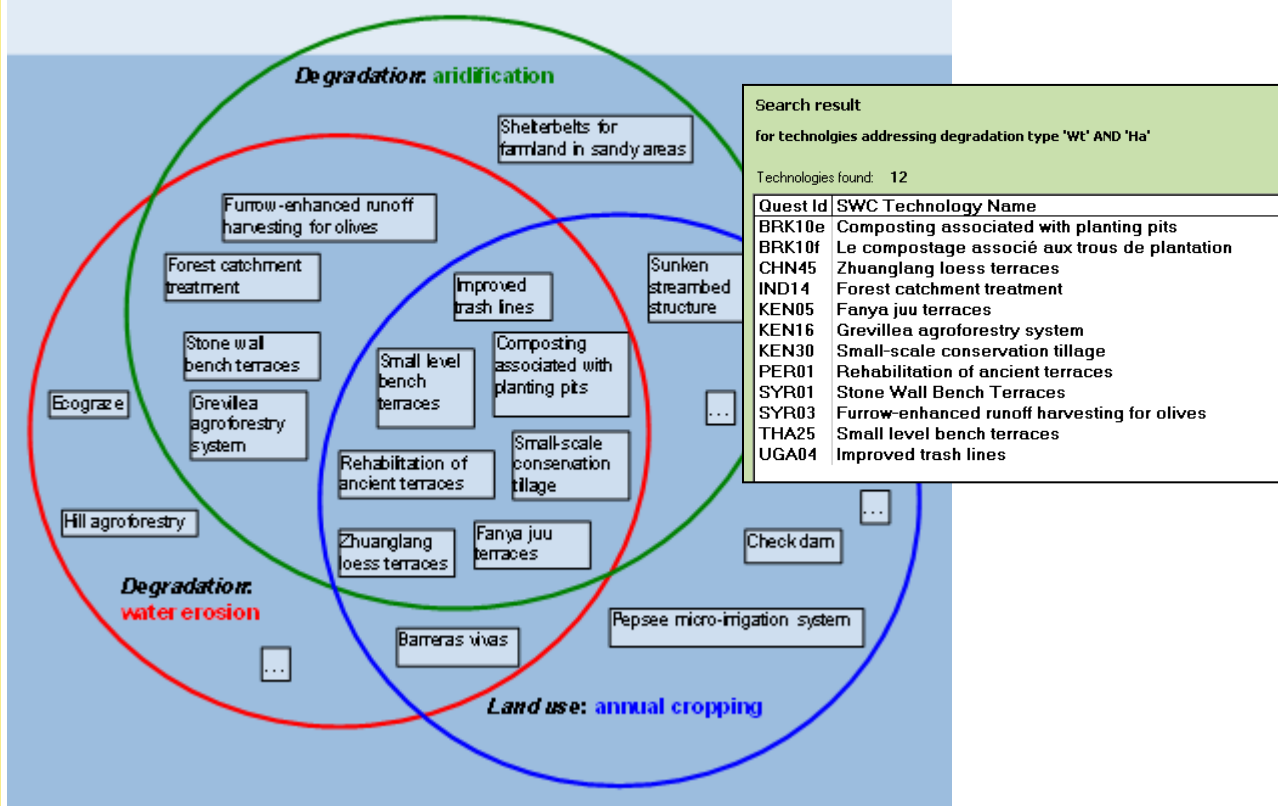 Degradation: aridification
Shelterbelts for
farmland in sandy areas
Furrow-enhanced runoff
harvesting for olives
Forest catchment
treatment
Improved
trash lines
Sunken
streambed
structure
Stone wall
bench terraces
Small level
bench
terraces
Composting
associated with
planting pits
Ecograze
Grevillea
agroforestry
system
...
Rehabilitation of
ancient terraces
Small-scale
conservation
tillage
Hill agroforestry
...
Zhuanglang
loess terraces
Fanya juu
terraces
Check dam
Degradation:
water erosion
Pepsee micro-irrigation system
Barreras vivas
...
Land use: annual cropping
Search result
for technolgies addressing degradation type 'Wt' AND 'Ha'
Technologies found: 12
Quest Id SWC Technology Name
BRK10e Composting associated with planting pits
BRK10f Le compostage associé aux trous de plantation
CHN45 Zhuanglang loess terraces
IND14 Forest catchment treatment
KEN05 Fanya juu terraces
KEN16 Grevillea agroforestry system
KEN30 Small-scale conservation tillage
PER01 Rehabilitation of ancient terraces
SYR01 Stone Wall Bench Terraces
SYR03 Furrow-enhanced runoff harvesting for olives
THA25 Small level bench terraces
UGA04 Improved trash lines